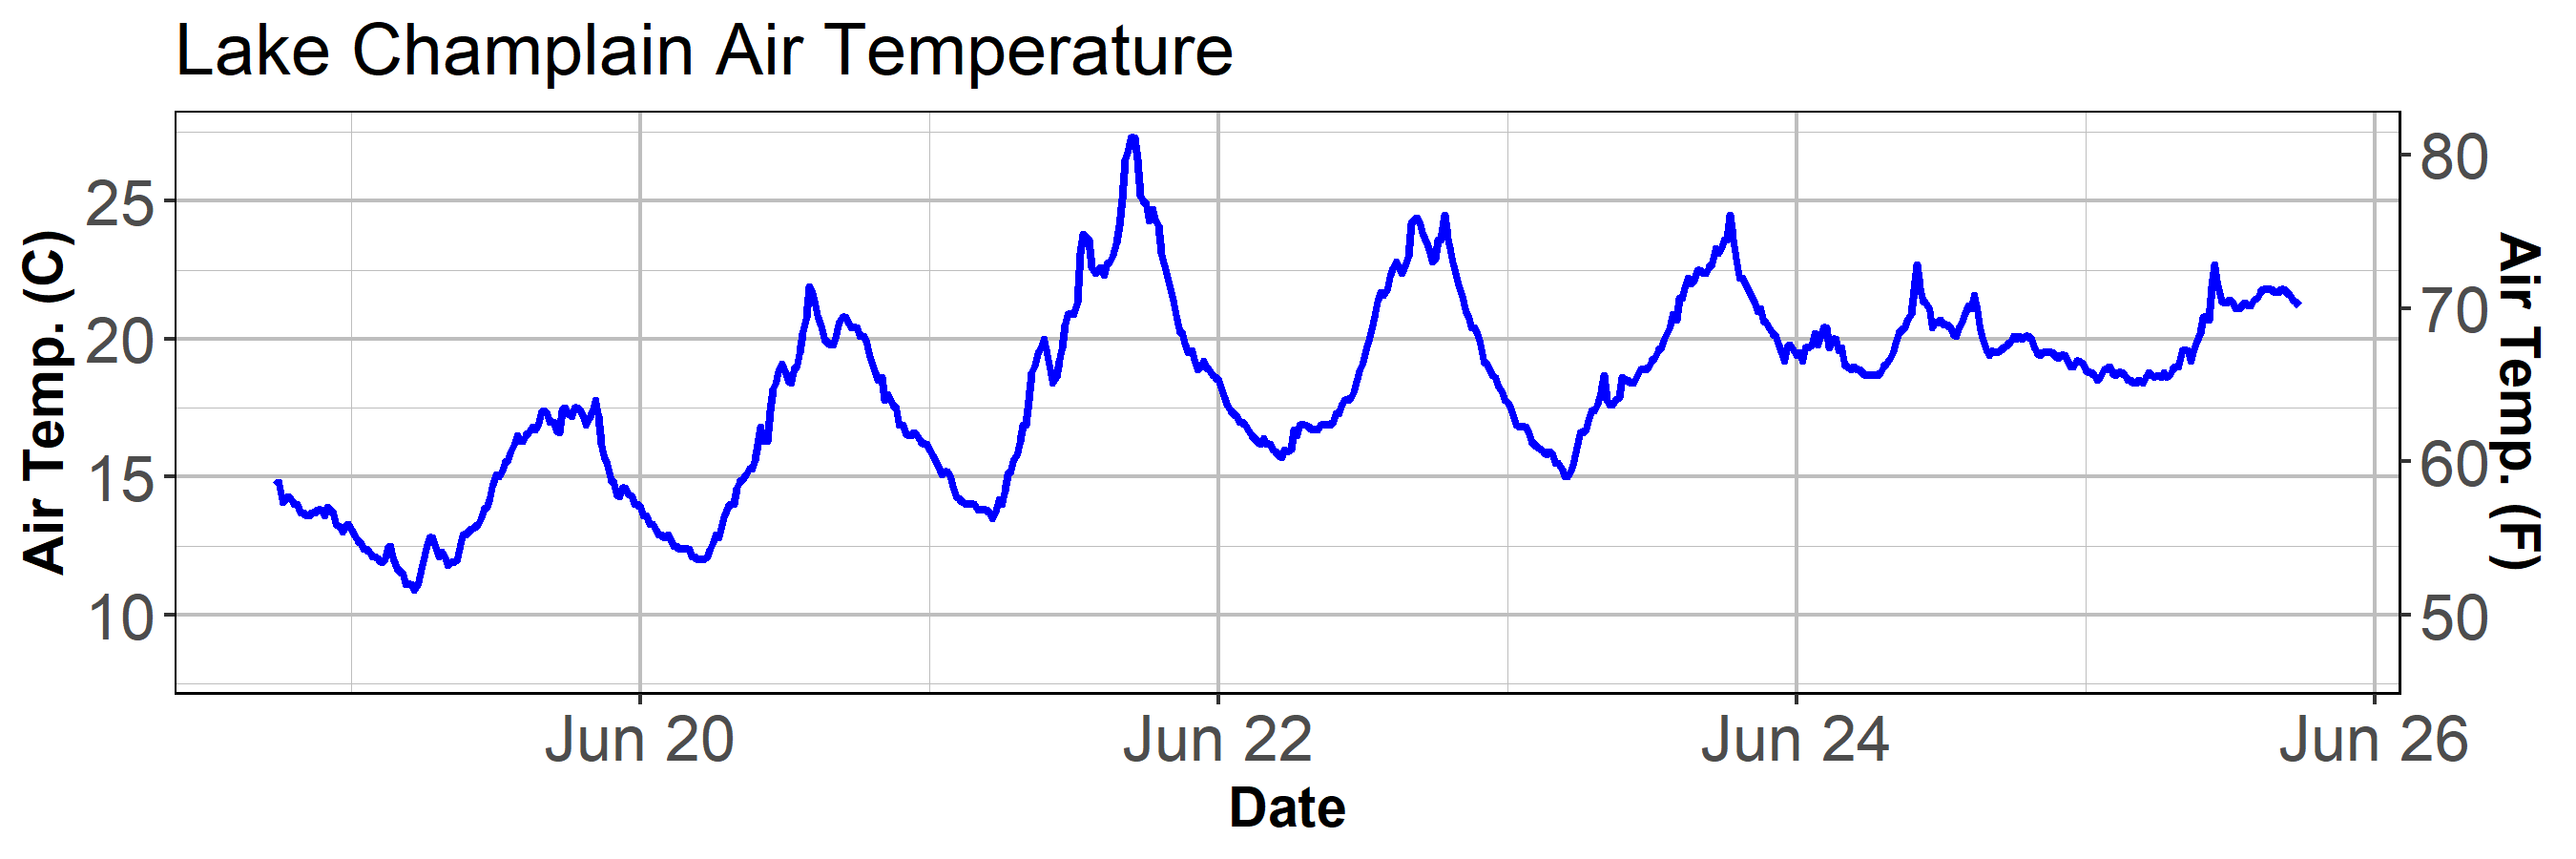 Lake Champlain Air Temperature
Air Temp. (C)
25
20
15
10
80
70
60
50
Air Temp. (F)
Jun 20
Jun 22
Jun 24
Jun 26
Date